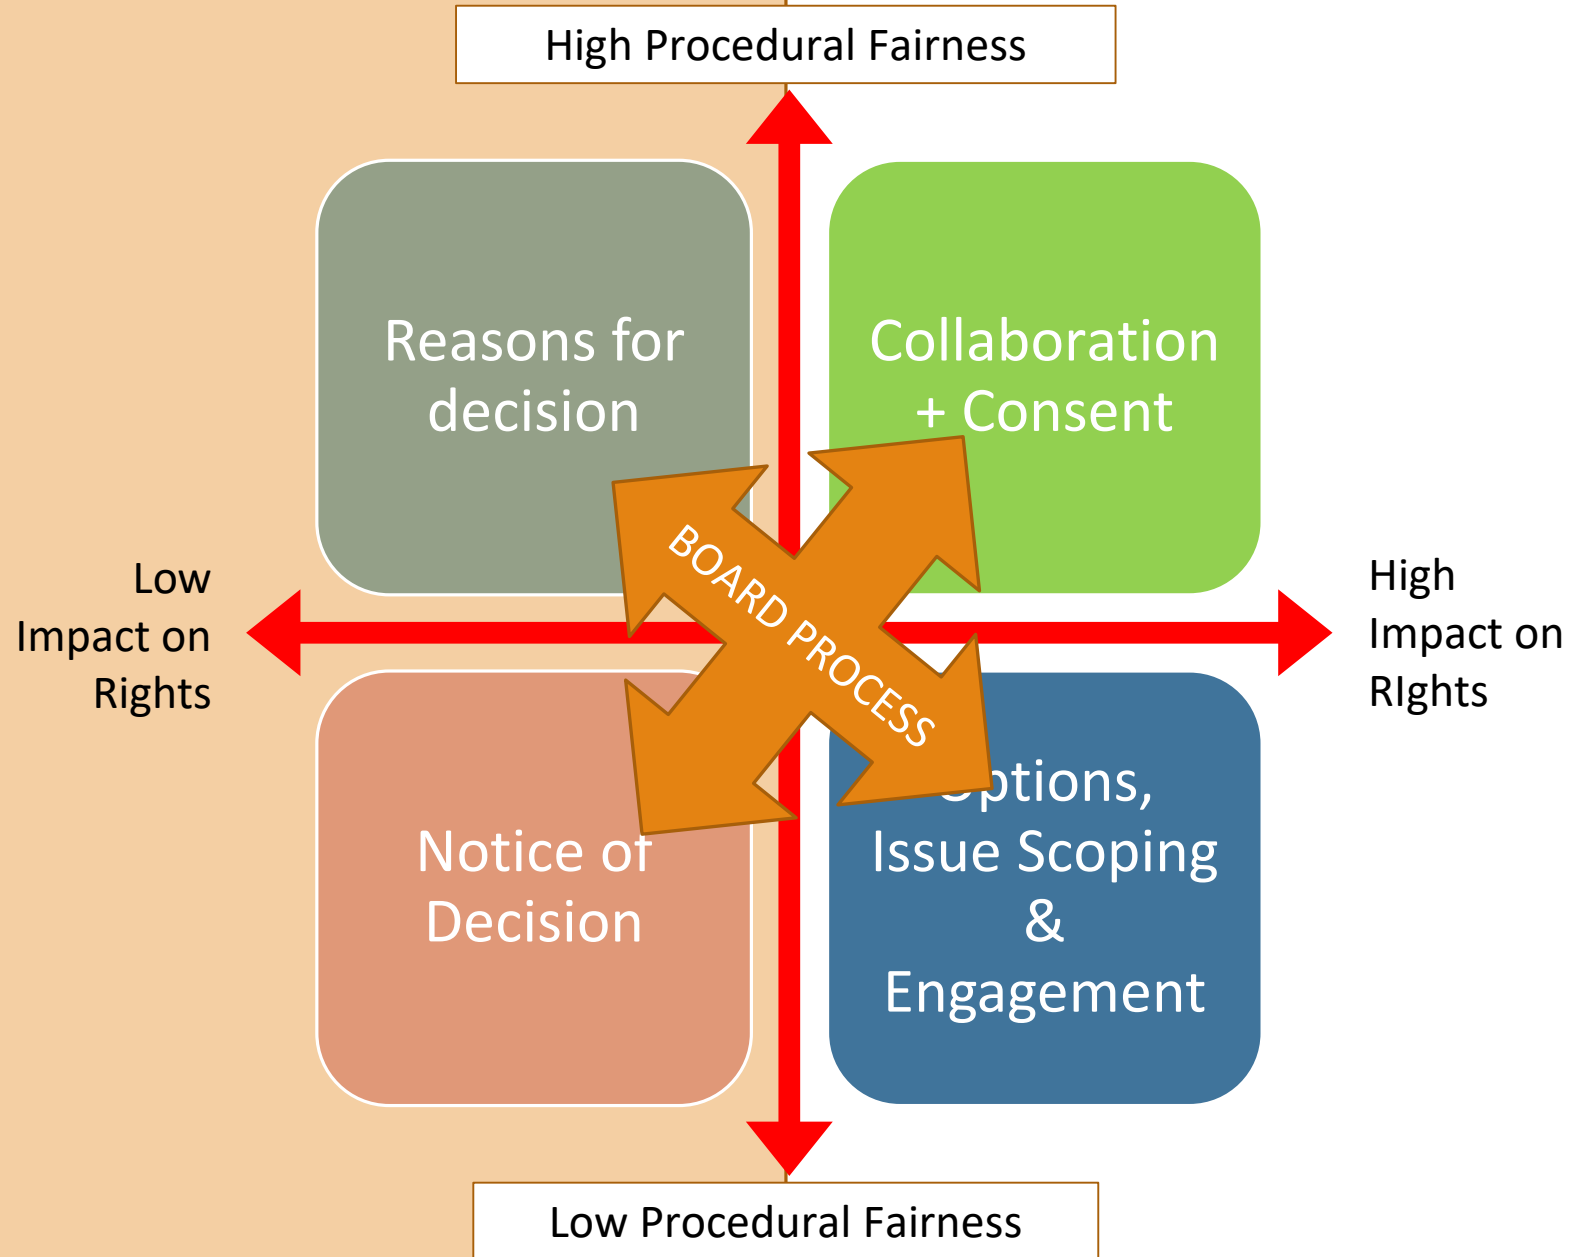 High Procedural Fairness
Reasons for
decision
Collaboration
+ Consent
BOARD PROCESS
Low
Impact on
Rights
High
Impact on
RIghts
Notice of
Decision
Options,
Issue Scoping
&
Engagement
Low Procedural Fairness